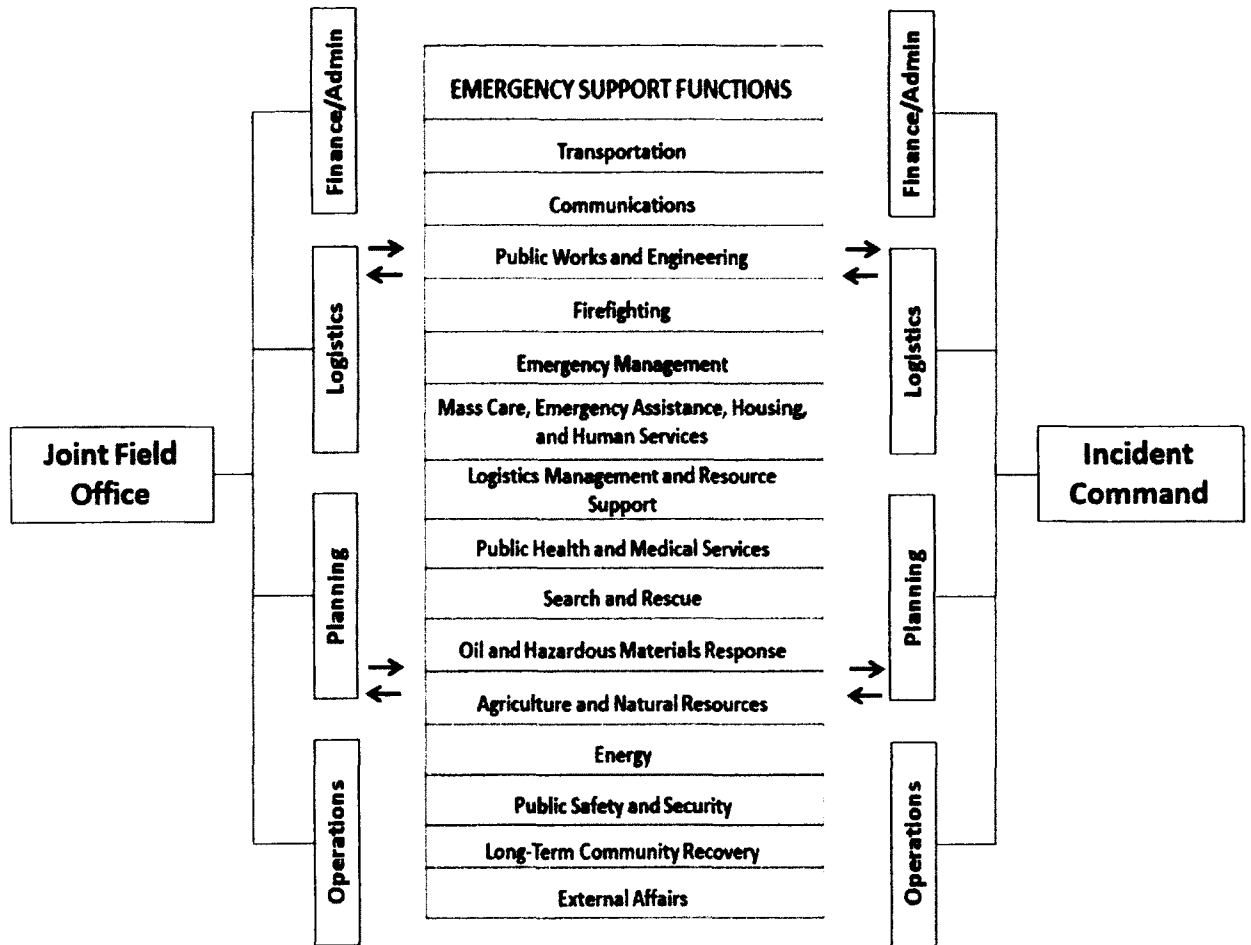 Joint Field
Office
Finance/Admin
Logistics
Planning
Operations
EMERGENCY SUPPORT FUNCTIONS
Transportation
Communications
Public Works and Engineering
Firefighting
Emergency Management
Mass Care, Emergency Assistance, Housing,
and Human Services
Logistics Management and Resource
Support
Public Health and Medical Services
Search and Rescue
Oil and Hazardous Materials Response
Agriculture and Natural Resources
Energy
Public Safety and Security
Long-Term Community Recovery
External Affairs
Finance/Admin
Logistics
Planning
Operations
Incident
Command